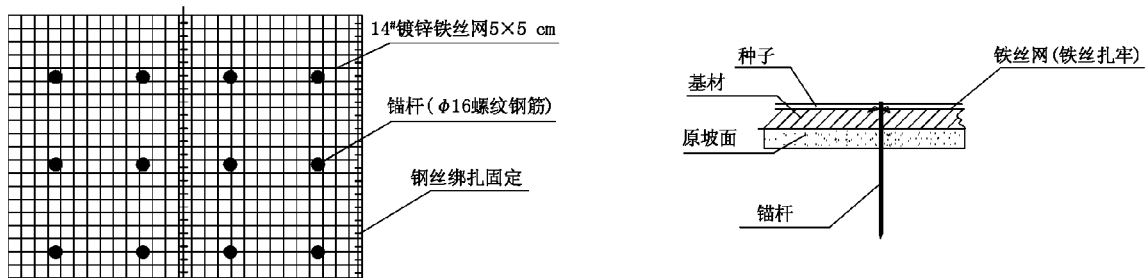 14#镀锌铁丝网5×5 cm
锚杆(φ16螺纹钢筋)
钢丝绑扎固定
种子
基材
原坡面
铁丝网(铁丝扎牢)
锚杆